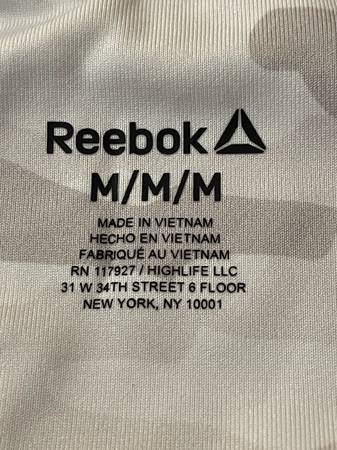 Reebok
M/M/M
MADE IN VIETNAM
HECHO EN VIETNAM
FABRIQUÉ AU VIETNAM
RN 117927 / HIGHLIFE LLC
31 W 34TH STREET 6 FLOOR
NEW YORK, NY 10001